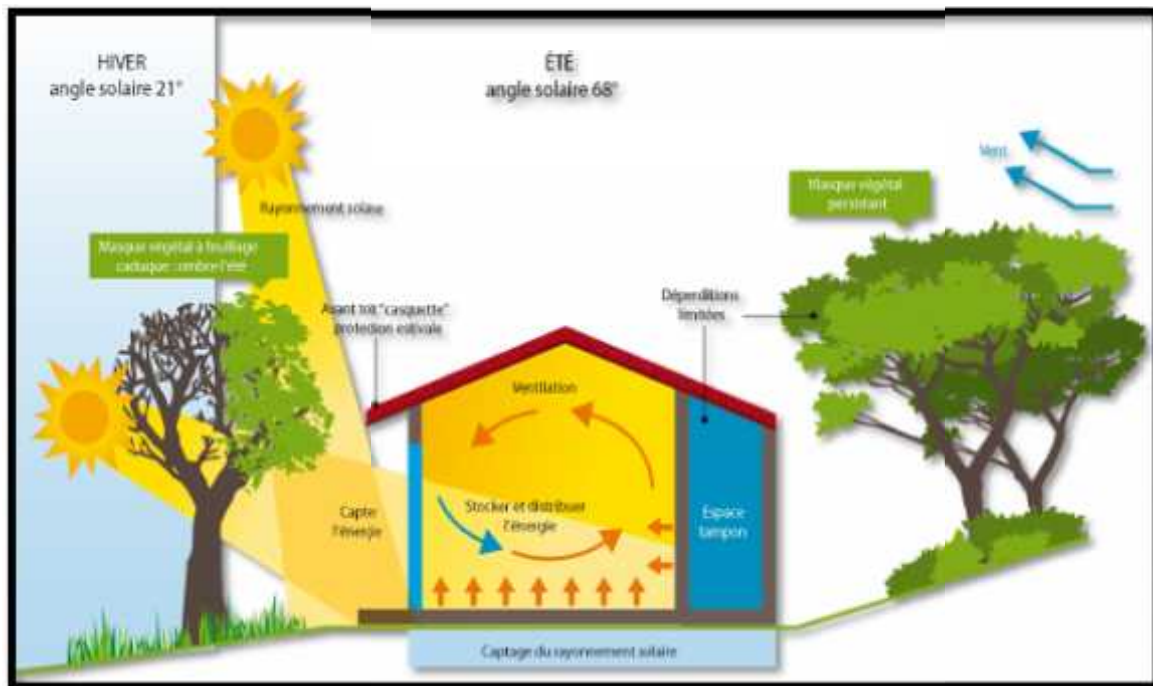 HIVER
angle solaire 21°
ÉTÉ
angle solaire 68°
Vent
Masque végétal
persistant
Rayonnement solaire
Masque végétal à feuillage
caduque : ombre l'été
Avant toit "casquette"
protection estivale
Déperditions
limitées
Ventilation
Capte
l'énergie
Stocker et distribuer
l'énergie
Espace
tampon
Captage du rayonnement solaire